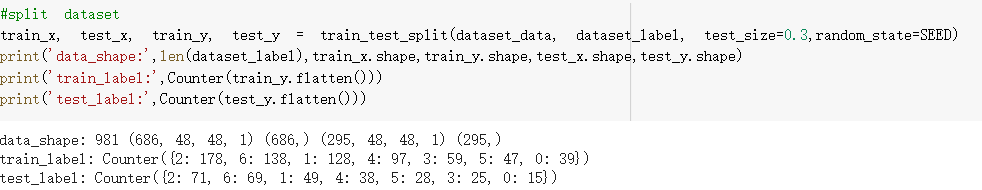 #split dataset
train_x, test_x, train_y, test_y = train_test_split(dataset_data, dataset_label, test_size=0.3,random_state=SEED)
print('data_shape:',len(dataset_label),train_x.shape,train_y.shape,test_x.shape,test_y.shape)
print('train_label:',Counter(train_y.flatten()))
print('test_label:',Counter(test_y.flatten()))
data_shape: 981 (686, 48, 48, 1) (686,) (295, 48, 48, 1) (295,)
train_label: Counter({2: 178, 6: 138, 1: 128, 4: 97, 3: 59, 5: 47, 0: 39})
test_label: Counter({2: 71, 6: 69, 1: 49, 4: 38, 5: 28, 3: 25, 0: 15})